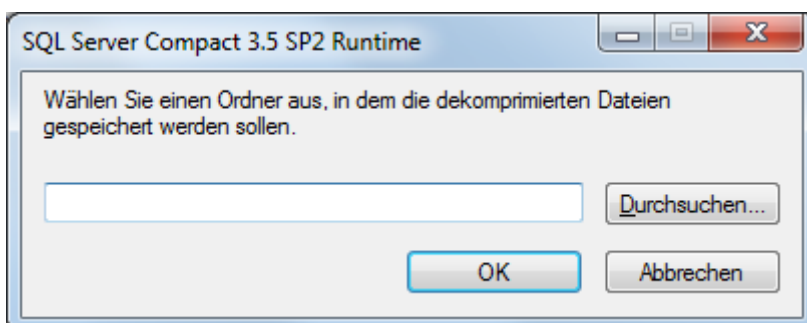 SQL Server Compact 3.5 SP2 Runtime
Wählen Sie einen Ordner aus, in dem die dekomprimierten Dateien
gespeichert werden sollen.
Durchsuchen...
OK
Abbrechen